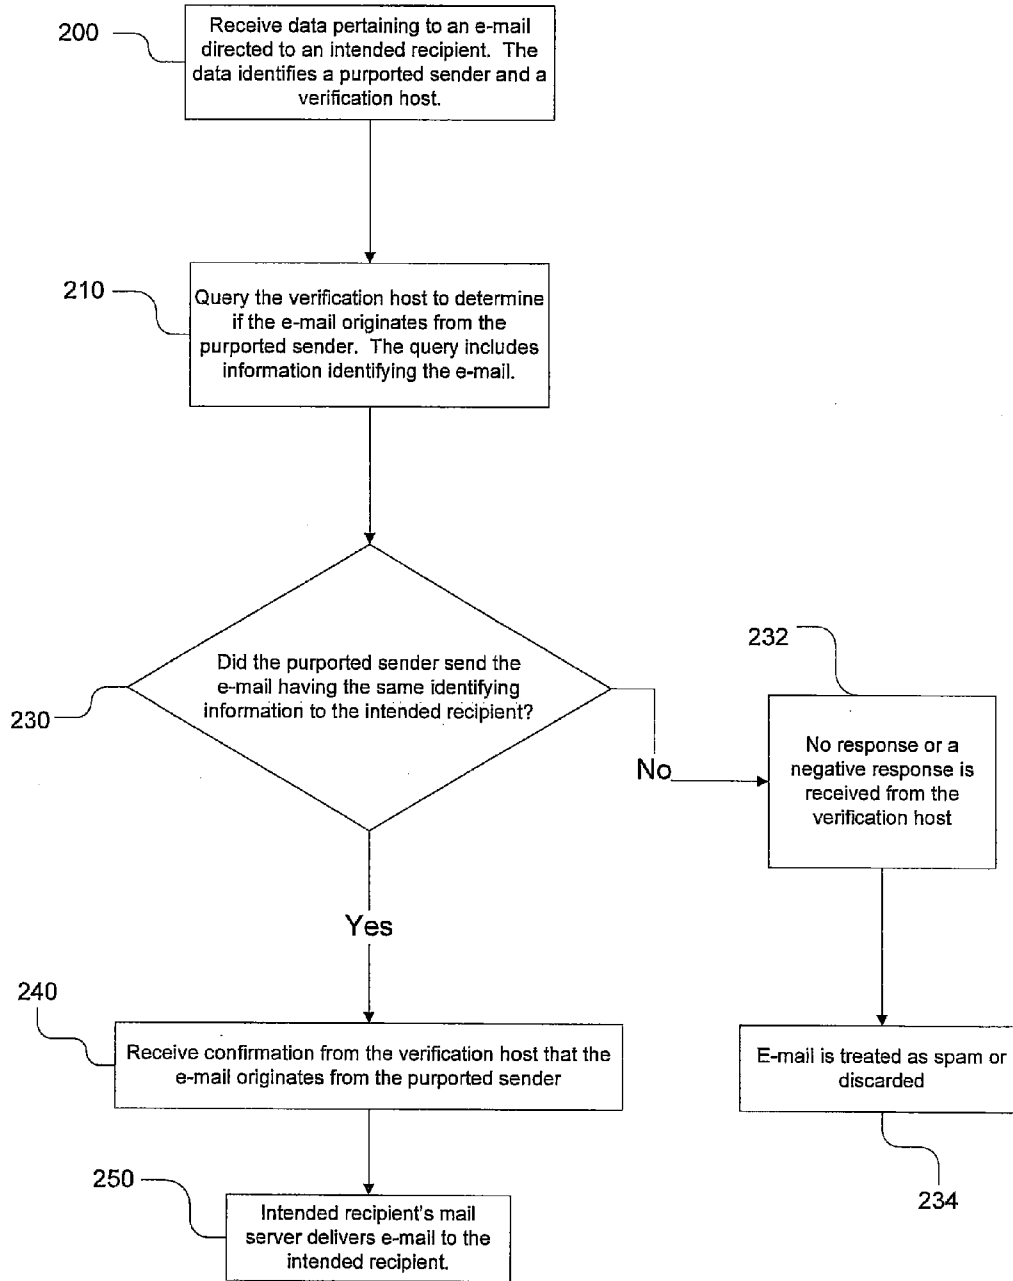 200
Receive data pertaining to an e-mail
directed to an intended recipient. The
data identifies a purported sender and a
verification host.
210
Query the verification host to determine
if the e-mail originates from the
purported sender. The query includes
information identifying the e-mail.
230
Did the purported sender send the
e-mail having the same identifying
information to the intended recipient?
No
232
No response or a
negative response is
received from the
verification host
Yes
240
Receive confirmation from the verification host that the
e-mail originates from the purported sender
E-mail is treated as spam or
discarded
234
250
Intended recipient's mail
server delivers e-mail to the
intended recipient.